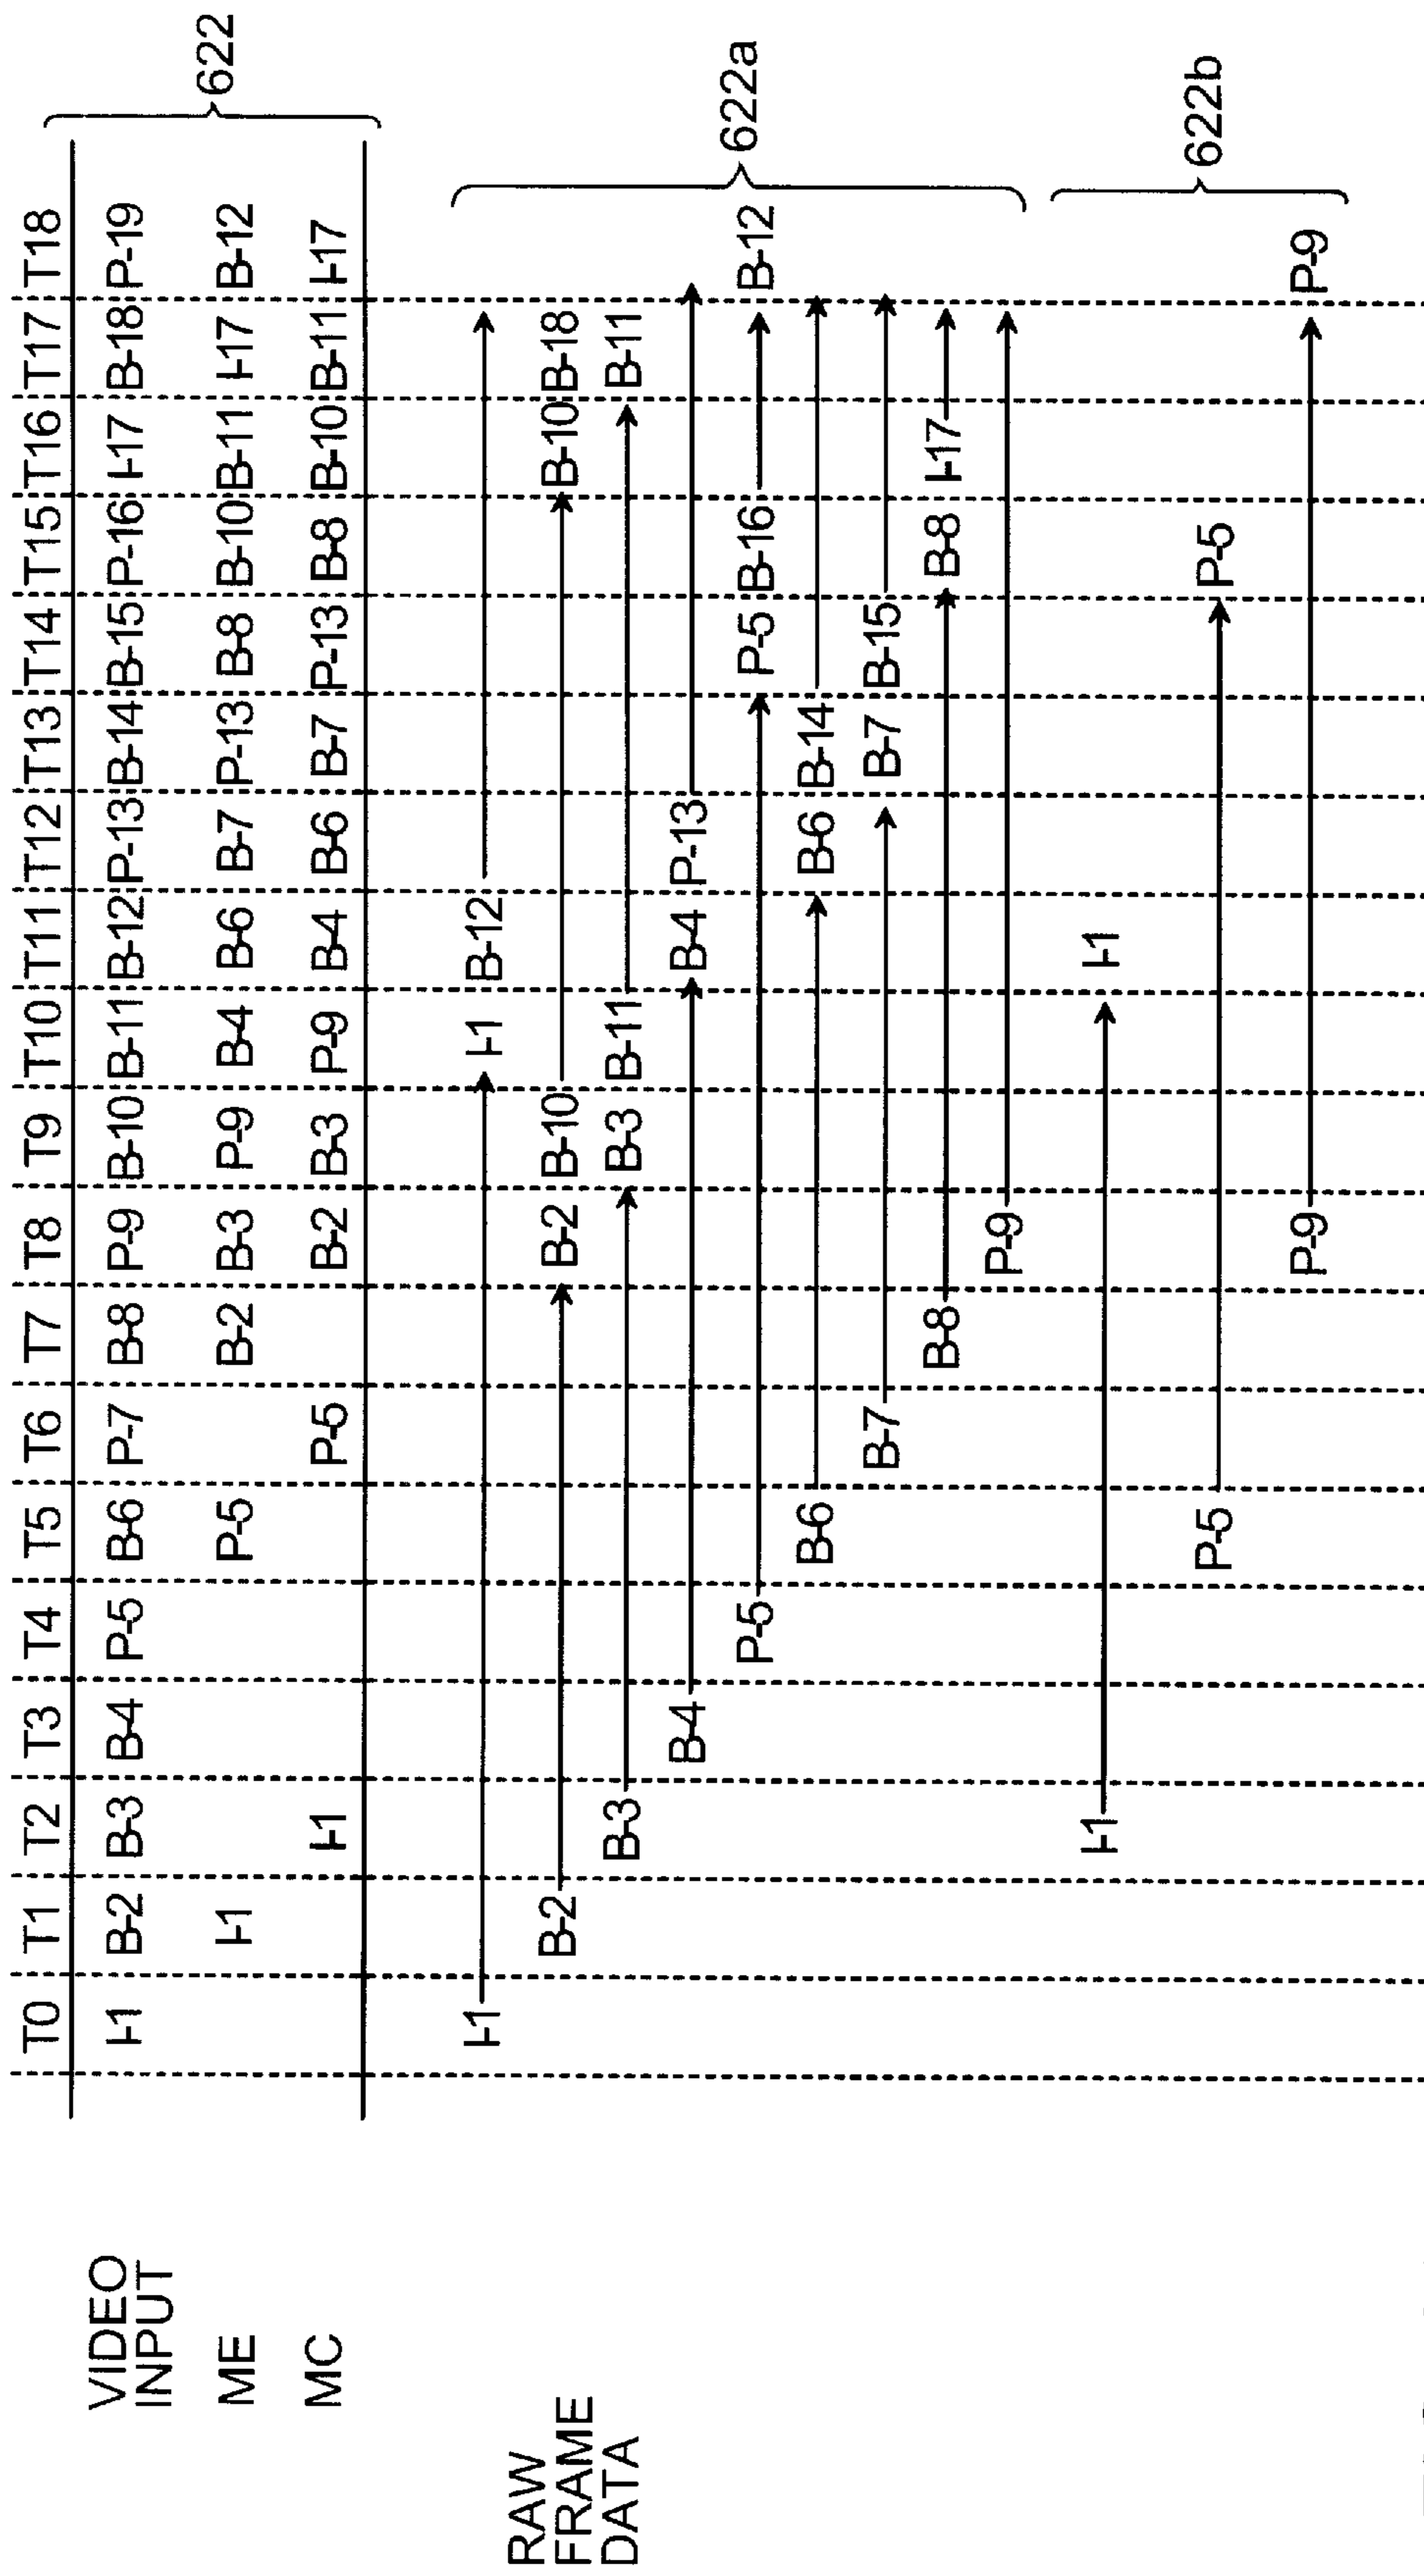 T0 T1 T2 T3 T4 T5 T6 T7 T8 T9 T10 T11 T12 T13 T14 T15 T16 T17 T18
VIDEO
INPUT
I-1 B-2 B-3 B-4 P-5 B-6 P-7 B-8 P-9 B-10 B-11 B-12 P-13 B-14 B-15 P-16 I-17 B-18 P-19
622
ME I-1 P-5 B-2 B-3 P-9 B-4 B-6 B-7 P-13 B-8 B-10 B-11 I-17 B-12
MC I-1 P-5 B-2 B-3 P-9 B-4 B-6 B-7 P-13 B-8 B-10 B-11 I-17
RAW
FRAME
DATA
I-1 I-1 B-12
B-2 B-2 B-10 B-10 B-18
B-3 B-3 B-11 B-11
B-4 B-4 P-13
622a
P-5 P-5 B-16 B-12
B-6 B-6 B-14
B-7 B-7 B-15
B-8 B-8 I-17
P-9
I-1 I-1
622b
P-5 P-5
P-9 P-9